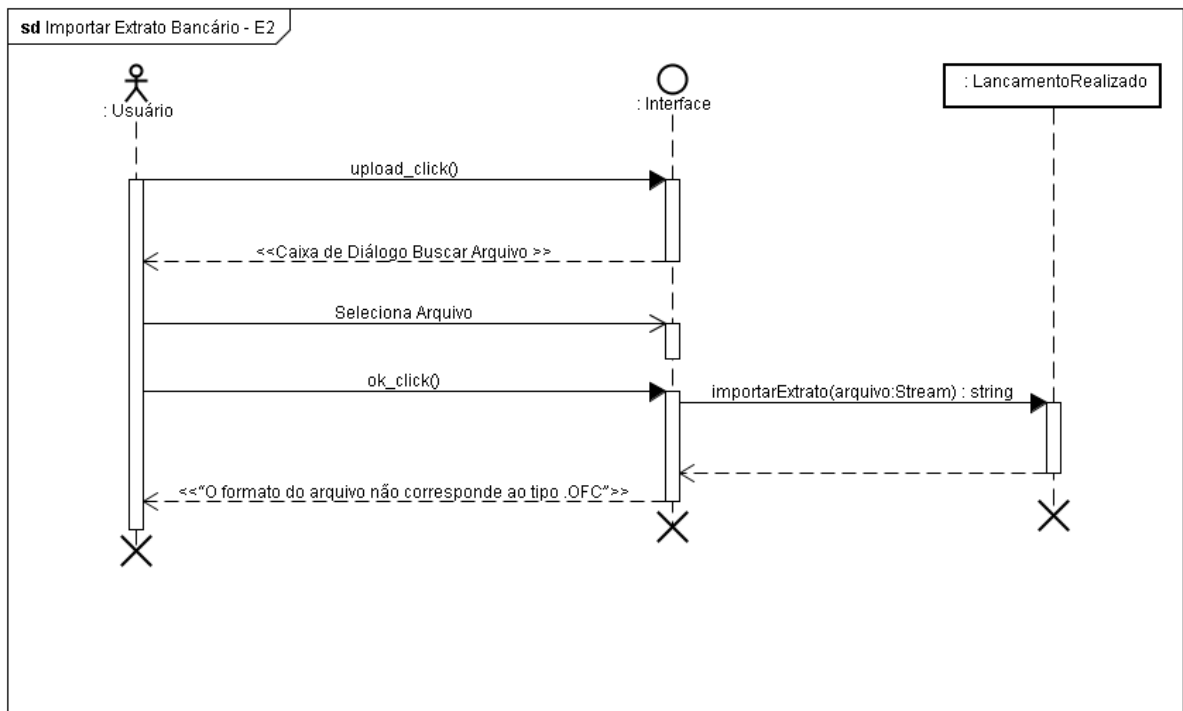 sd Importar Extrato Bancário - E2
: Usuário
: Interface
: LancamentoRealizado
upload_click()
<<Caixa de Diálogo Buscar Arquivo >>
Seleciona Arquivo
ok_click()
importarExtrato(arquivo:Stream) : string
<<“O formato do arquivo não corresponde ao tipo .OFC”>>